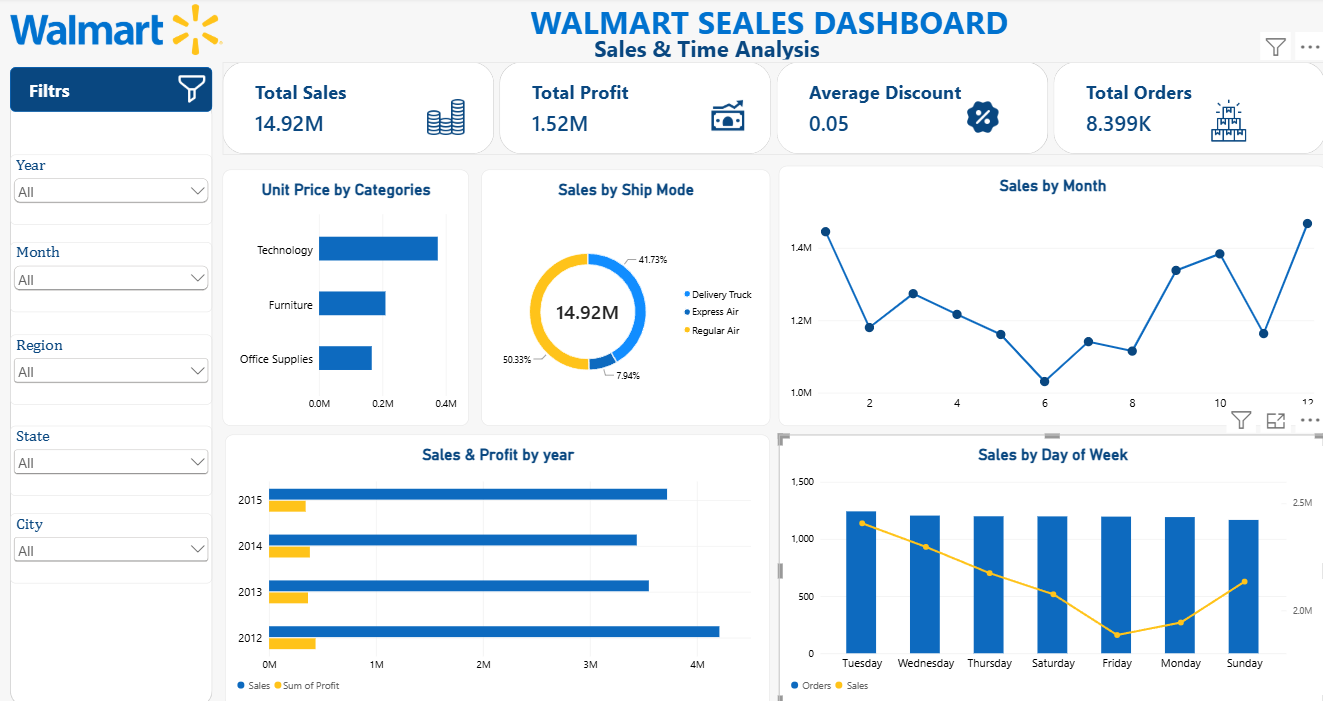 Walmart
WALMART SEALES DASHBOARD
Sales & Time Analysis
Filtrs
Year
All
Month
All
Region
All
State
All
City
All
Total Sales
14.92M
Total Profit
1.52M
Average Discount
0.05
Total Orders
8.399K
Unit Price by Categories
Technology
Furniture
Office Supplies
0.0M 0.2M 0.4M
Sales by Ship Mode
41.73%
14.92M
50.33%
7.94%
Delivery Truck
Express Air
Regular Air
Sales by Month
1.4M
1.2M
1.0M
2 4 6 8 10 12
Sales & Profit by year
2015
2014
2013
2012
0M 1M 2M 3M 4M
Sales Sum of Profit
Sales by Day of Week
1,500
1,000
500
0
2.5M
2.0M
Tuesday Wednesday Thursday Saturday Friday Monday Sunday
Orders Sales